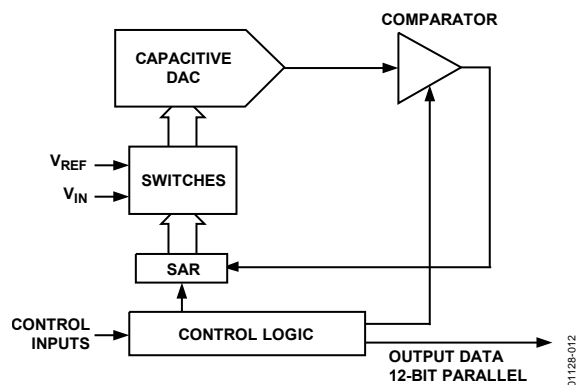 COMPARATOR
CAPACITIVE
DAC
VREF
VIN
SWITCHES
SAR
CONTROL
INPUTS
CONTROL LOGIC
OUTPUT DATA
12-BIT PARALLEL
01128-012